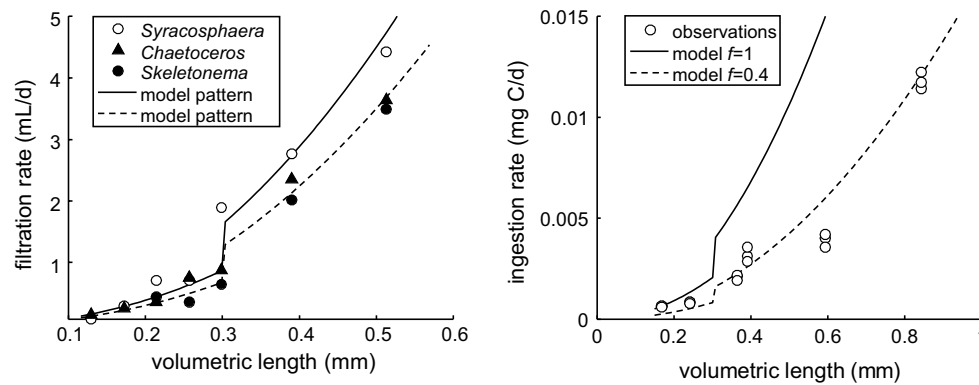 5
4
3
2
1
0.1
0.2
0.3
0.4
0.5
0.6
filtration rate (mL/d)
volumetric length (mm)
Syracosphaera
Chaetoceros
Skeletonema
model pattern
model pattern
0.015
0.01
0.005
0
0
0.2
0.4
0.6
0.8
ingestion rate (mg C/d)
volumetric length (mm)
observations
model f=1
model f=0.4